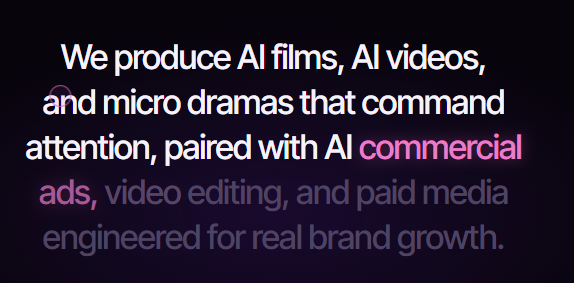 We produce AI films, AI videos,
and micro dramas that command
attention, paired with AI commercial
ads, video editing, and paid media
engineered for real brand growth.